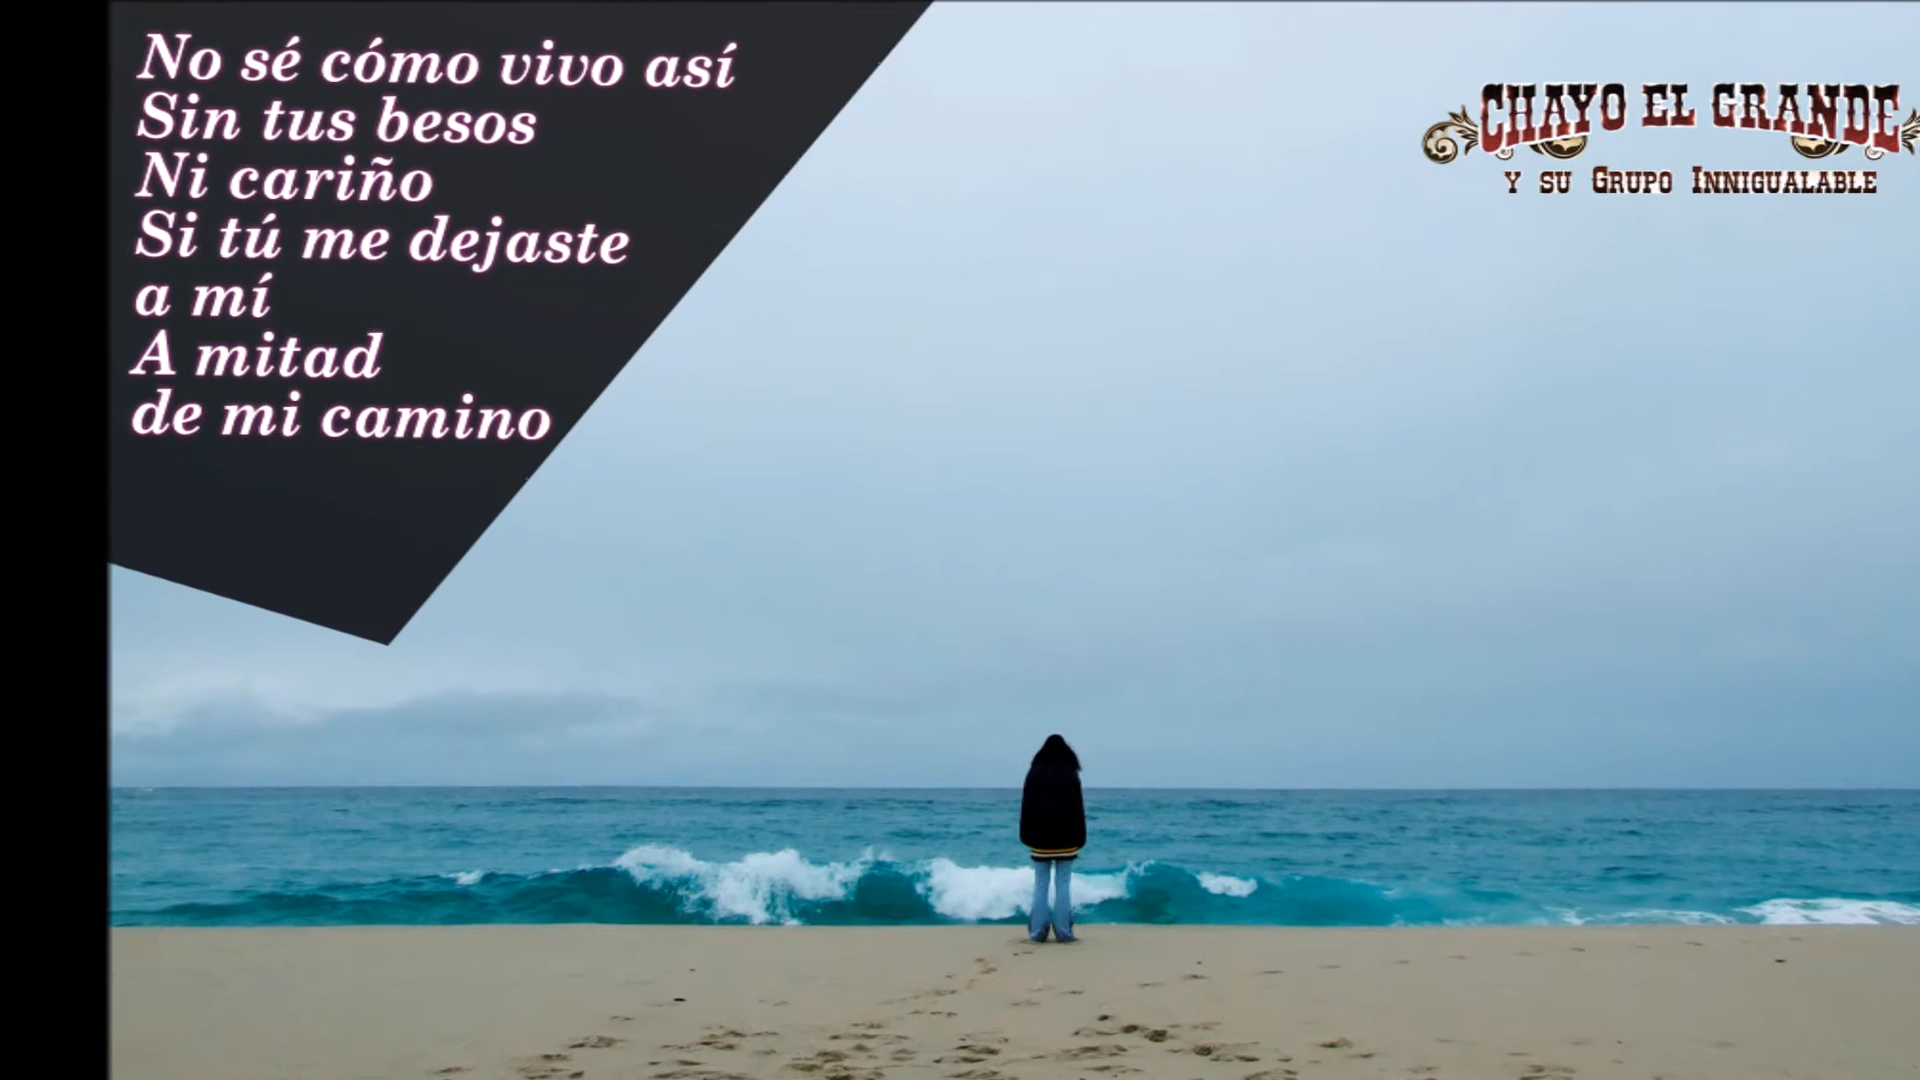 No sé cómo vivo así
Sin tus besos
Ni cariño
Si tú me dejaste
a mí
A mitad
de mi camino
CHAYO EL GRANDE
Y SU GRUPO INNIGUALABLE